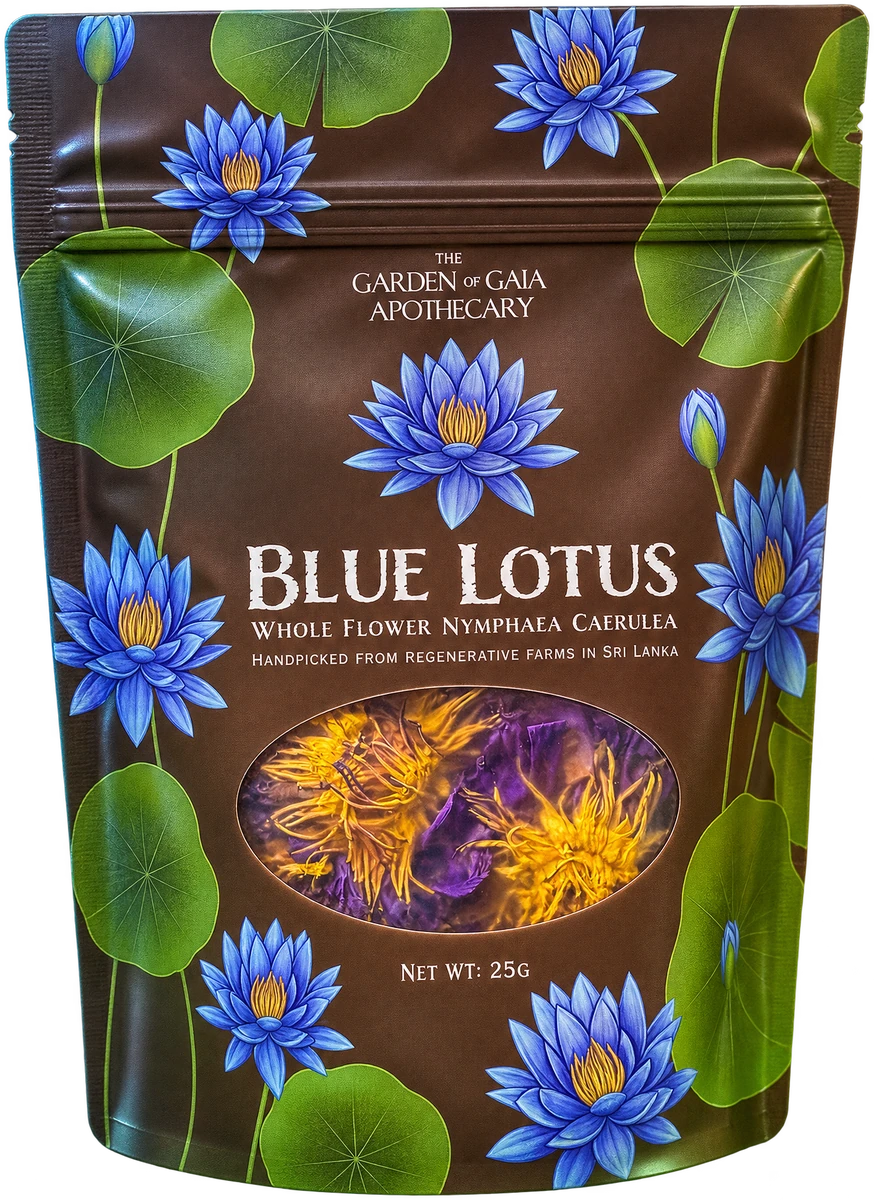 THE
GARDEN OF GAIA
APOTHECARY
BLUE LOTUS
WHOLE FLOWER NYMPHAEA CAERULEA
HANDPICKED FROM REGENERATIVE FARMS IN SRI LANKA
NET WT: 25G